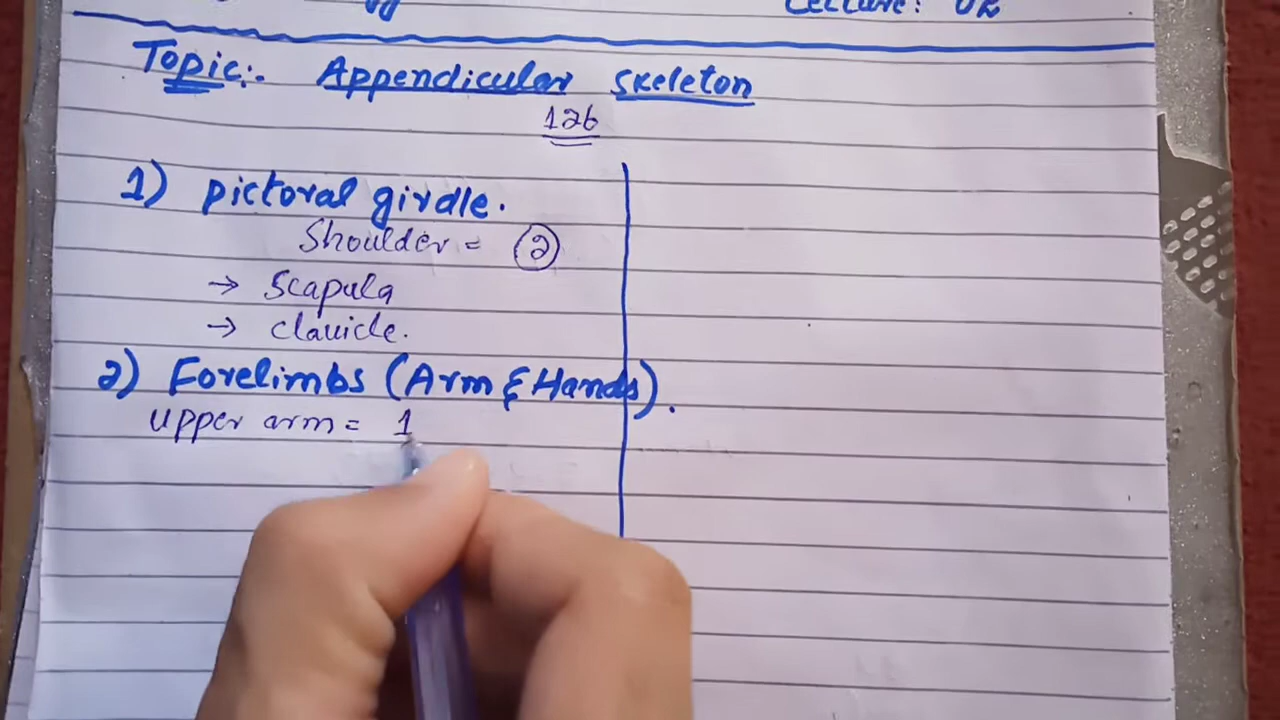 Lecture: 02
Topic:. Appendicular skeleton
126
1) pictoral girdle.
Shoulder = 2
→ Scapula
→ clavicle.
2) Forelimbs (Arm & Hands).
upper arm = 1